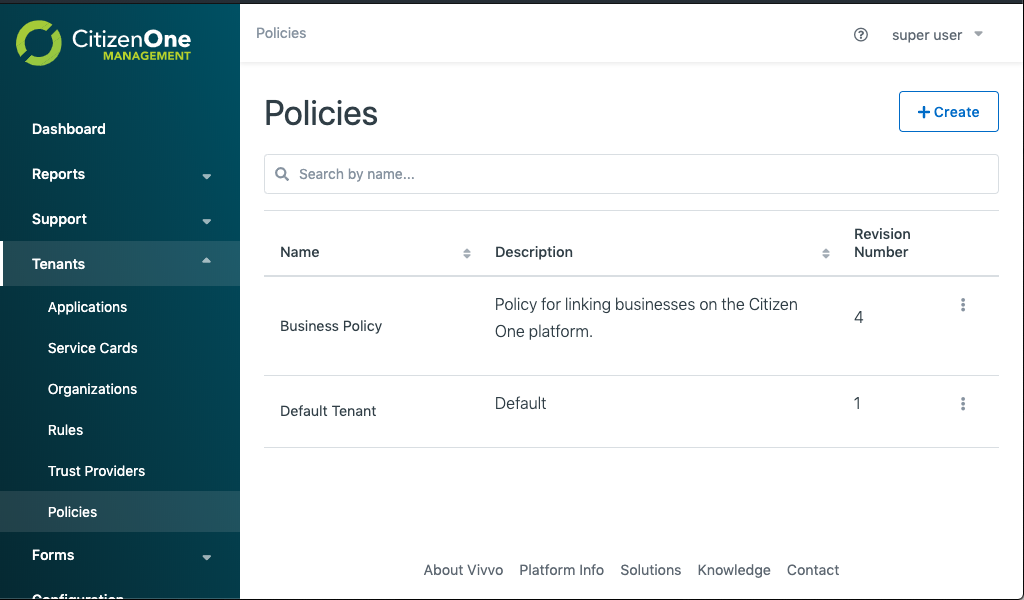 CitizenOne
MANAGEMENT
Dashboard
Reports
Support
Tenants
Applications
Service Cards
Organizations
Rules
Trust Providers
Policies
Forms
Configuration
Policies
super user
Policies
Create
Search by name...
Name
Description
Revision
Number
Business Policy
Policy for linking businesses on the Citizen
One platform.
4
Default Tenant
Default
1
About Vivvo
Platform Info
Solutions
Knowledge
Contact